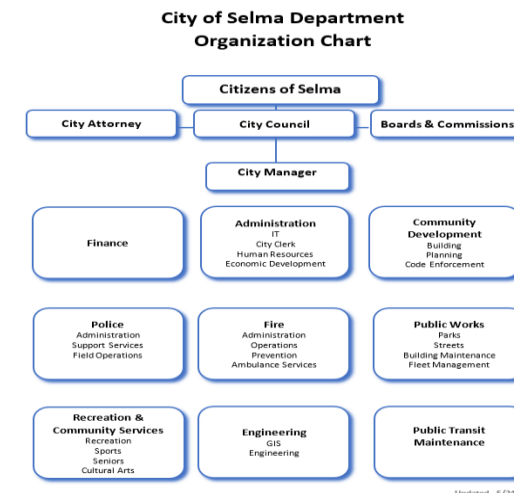 City of Selma Department
Organization Chart
Citizens of Selma
City Attorney
City Council
Boards & Commissions
City Manager
Finance
Administration
IT
City Clerk
Human Resources
Economic Development
Community
Development
Building
Planning
Code Enforcement
Police
Administration
Support Services
Field Operations
Fire
Administration
Operations
Prevention
Ambulance Services
Public Works
Parks
Streets
Building Maintenance
Fleet Management
Recreation &
Community Services
Recreation
Sports
Seniors
Cultural Arts
Engineering
GIS
Engineering
Public Transit
Maintenance
Updated